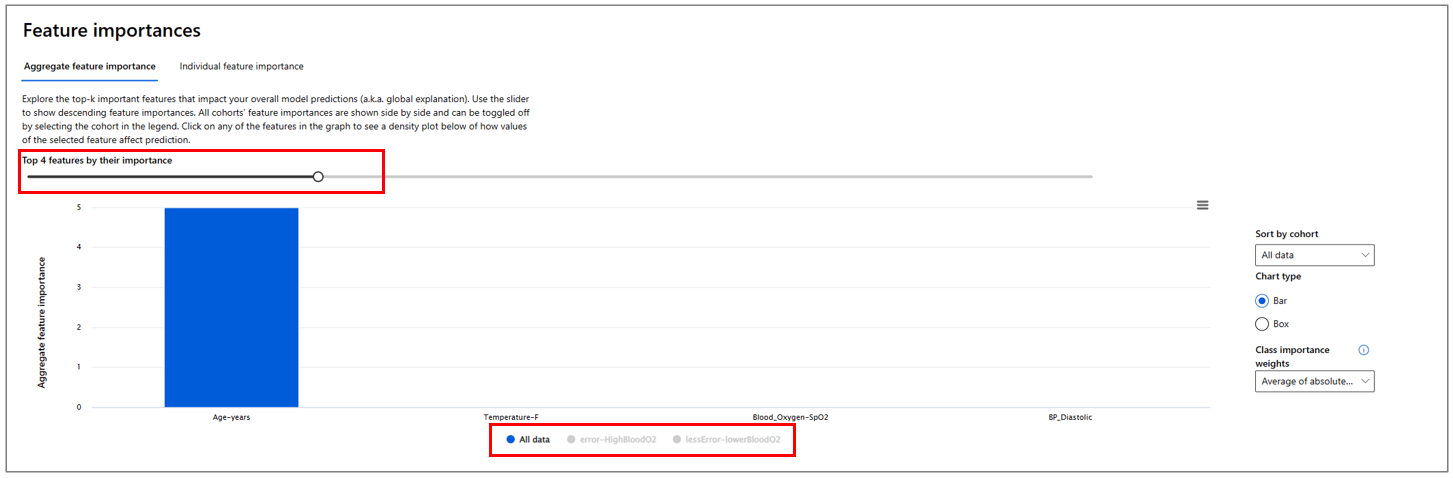 Feature importances
Aggregate feature importance Individual feature importance
Explore the top-k important features that impact your overall model predictions (a.k.a. global explanation). Use the slider
to show descending feature importances. All cohorts' feature importances are shown side by side and can be toggled off
by selecting the cohort in the legend. Click on any of the features in the graph to see a density plot below of how values
of the selected feature affect prediction.
Top 4 features by their importance
5
4
3
2
1
0
Aggregate feature importance
Age-years Temperature-F Blood_Oxygen-SpO2 BP_Diastolic
All data error-HighBloodO2 lessError-lowerBloodO2
Sort by cohort
All data
Chart type
Bar
Box
Class importance
weights
Average of absolute...